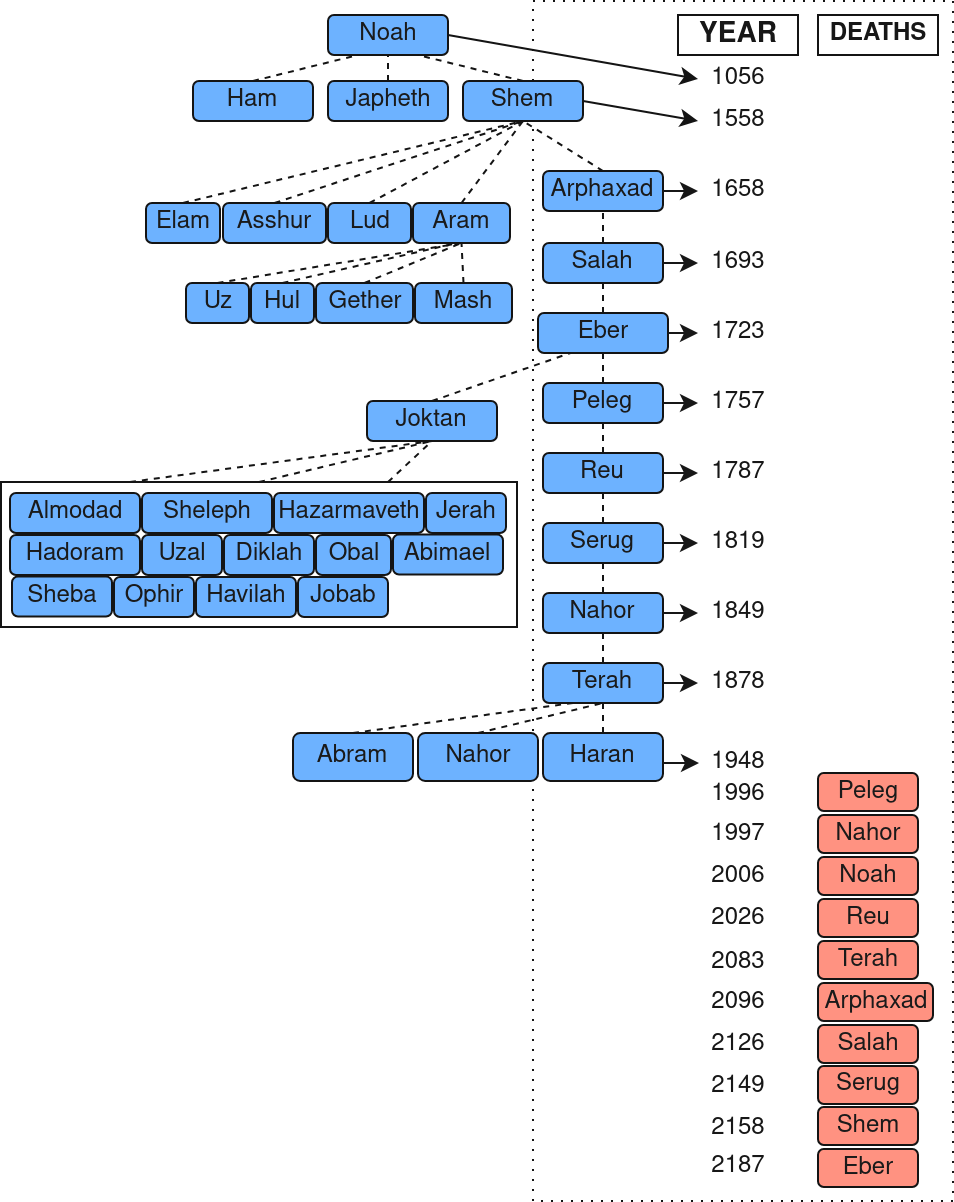 Noah
YEAR
DEATHS
1056
Ham
Japheth
Shem
1558
Arphaxad
1658
Elam
Asshur
Lud
Aram
Salah
1693
Uz
Hul
Gether
Mash
Eber
1723
Joktan
Peleg
1757
Reu
1787
Almodad
Sheleph
Hazarmaveth
Jerah
Hadoram
Uzal
Diklah
Obal
Abimael
Sheba
Ophir
Havilah
Jobab
Serug
1819
Nahor
1849
Terah
1878
Abram
Nahor
Haran
1948
1996
Peleg
1997
Nahor
2006
Noah
2026
Reu
2083
Terah
2096
Arphaxad
2126
Salah
2149
Serug
2158
Shem
2187
Eber